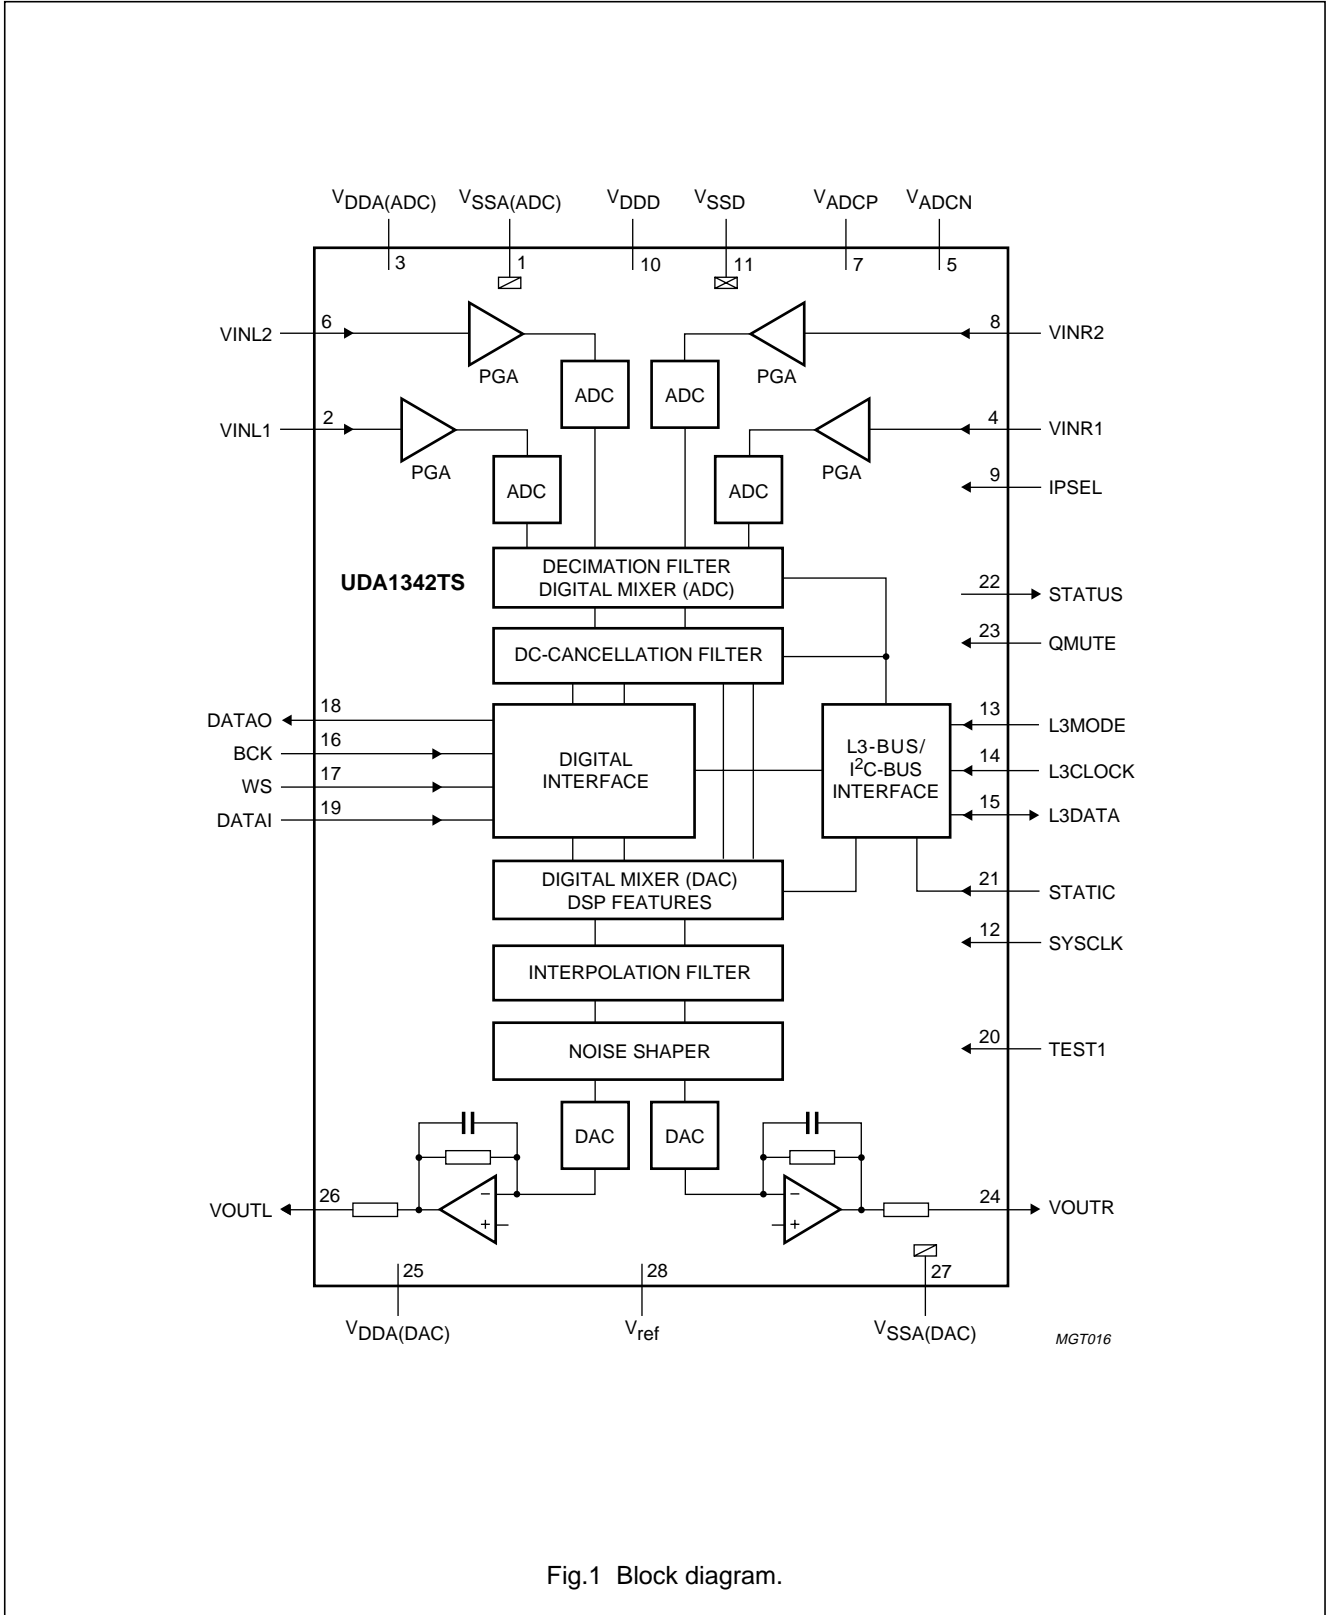 VDDA(ADC) VSSA(ADC) VDDD VSSD VADCP VADCN
3 1 10 11 7 5
VINL2 6 PGA ADC ADC PGA 8 VINR2
VINL1 2 PGA ADC ADC PGA 4 VINR1
9 IPSEL
UDA1342TS
DECIMATION FILTER
DIGITAL MIXER (ADC)
22 STATUS
23 QMUTE
DC-CANCELLATION FILTER
DATAO 18
BCK 16
WS 17
DATAI 19
DIGITAL
INTERFACE
L3-BUS/
I2C-BUS
INTERFACE
13 L3MODE
14 L3CLOCK
15 L3DATA
21 STATIC
12 SYSCLK
DIGITAL MIXER (DAC)
DSP FEATURES
INTERPOLATION FILTER
NOISE SHAPER
20 TEST1
DAC DAC
VOUTL 26 − + − + 24 VOUTR
25 28 27
VDDA(DAC) Vref VSSA(DAC)
MGT016
Fig.1 Block diagram.